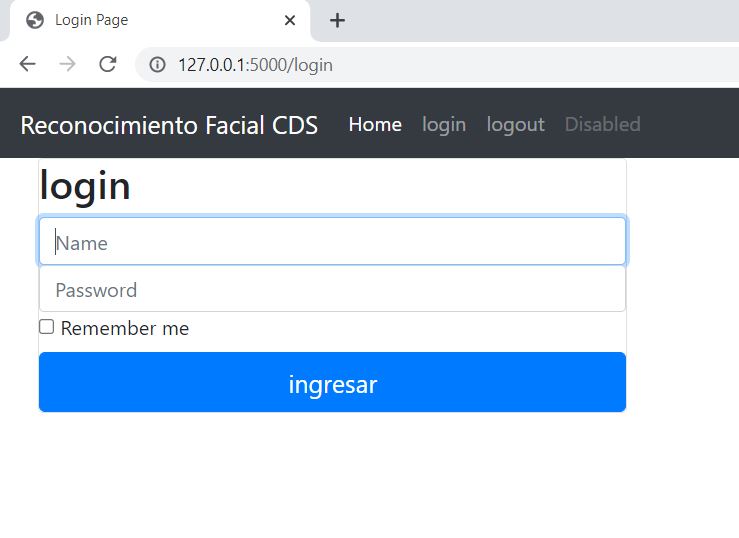 Login Page
127.0.0.1:5000/login
Reconocimiento Facial CDS Home login logout Disabled
login
Name
Password
Remember me
ingresar